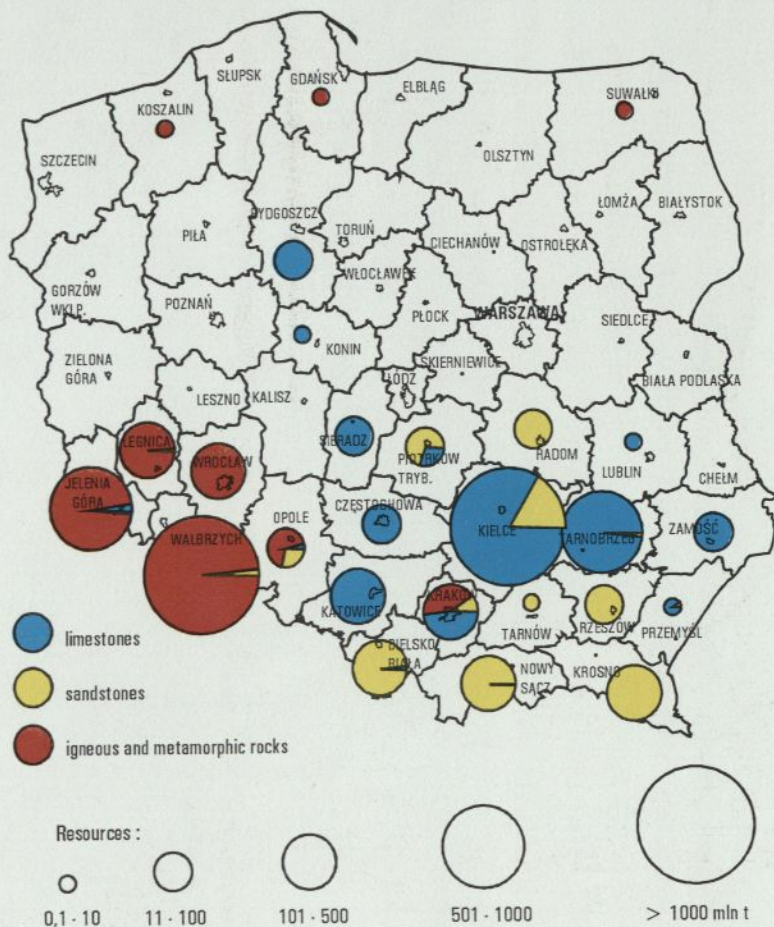 SŁUPSK
GDAŃSK
KOSZALIN
ELBLĄG
SUWAŁKI
SZCZECIN
OLSZTYN
BYDGOSZCZ
PIŁA
TORUŃ
ŁOMŻA
BIAŁYSTOK
CIECHANÓW
OSTROŁĘKA
GORZÓW
WKLP.
POZNAŃ
WŁOCŁAWEK
PŁOCK
WARSZAWA
SIEDLCE
ZIELONA
GÓRA
KONIN
SKIERNIEWICE
BIAŁA PODLASKA
LESZNO
KALISZ
ŁÓDŹ
LEGNICA
WROCŁAW
SIERADZ
PIOTRKÓW
TRYB.
RADOM
LUBLIN
CHEŁM
JELENIA
GÓRA
WAŁBRZYCH
OPOLE
CZĘSTOCHOWA
KIELCE
TARNOBRZEG
ZAMOŚĆ
KATOWICE
KRAKÓW
TARNÓW
RZESZÓW
PRZEMYŚL
BIELSKO
BIAŁA
NOWY
SĄCZ
KROSNO
limestones
sandstones
igneous and metamorphic rocks
Resources :
0,1 - 10
11 - 100
101 - 500
501 - 1000
> 1000 mln t